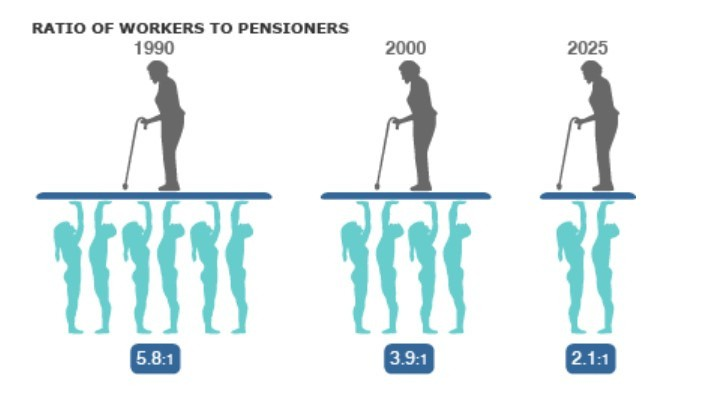 RATIO OF WORKERS TO PENSIONERS
1990 2000 2025
5.8:1 3.9:1 2.1:1